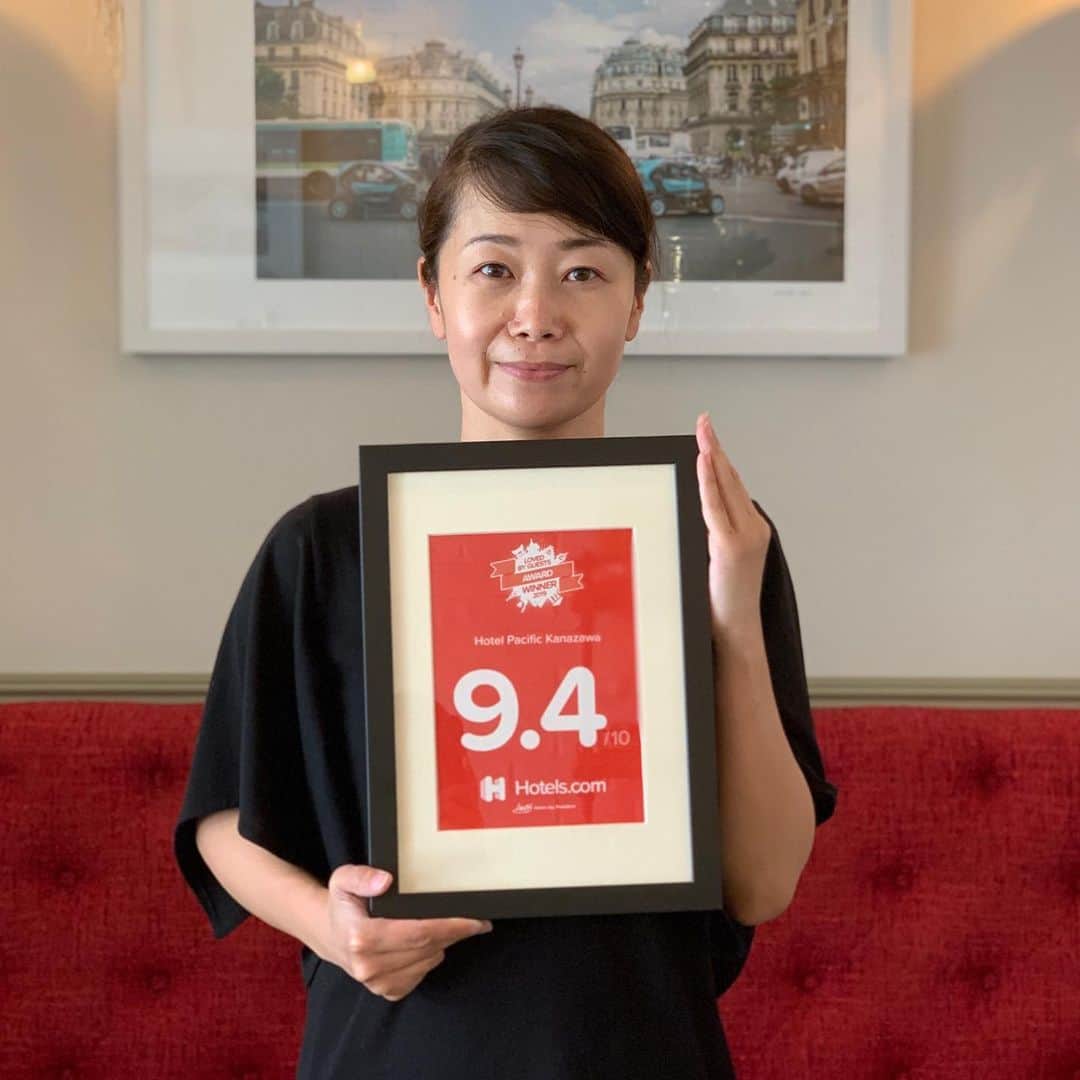 LOVED
BY GUESTS
AWARD
WINNER
2019
Hotel Pacific Kanazawa
9.4 /10
Hotels.com